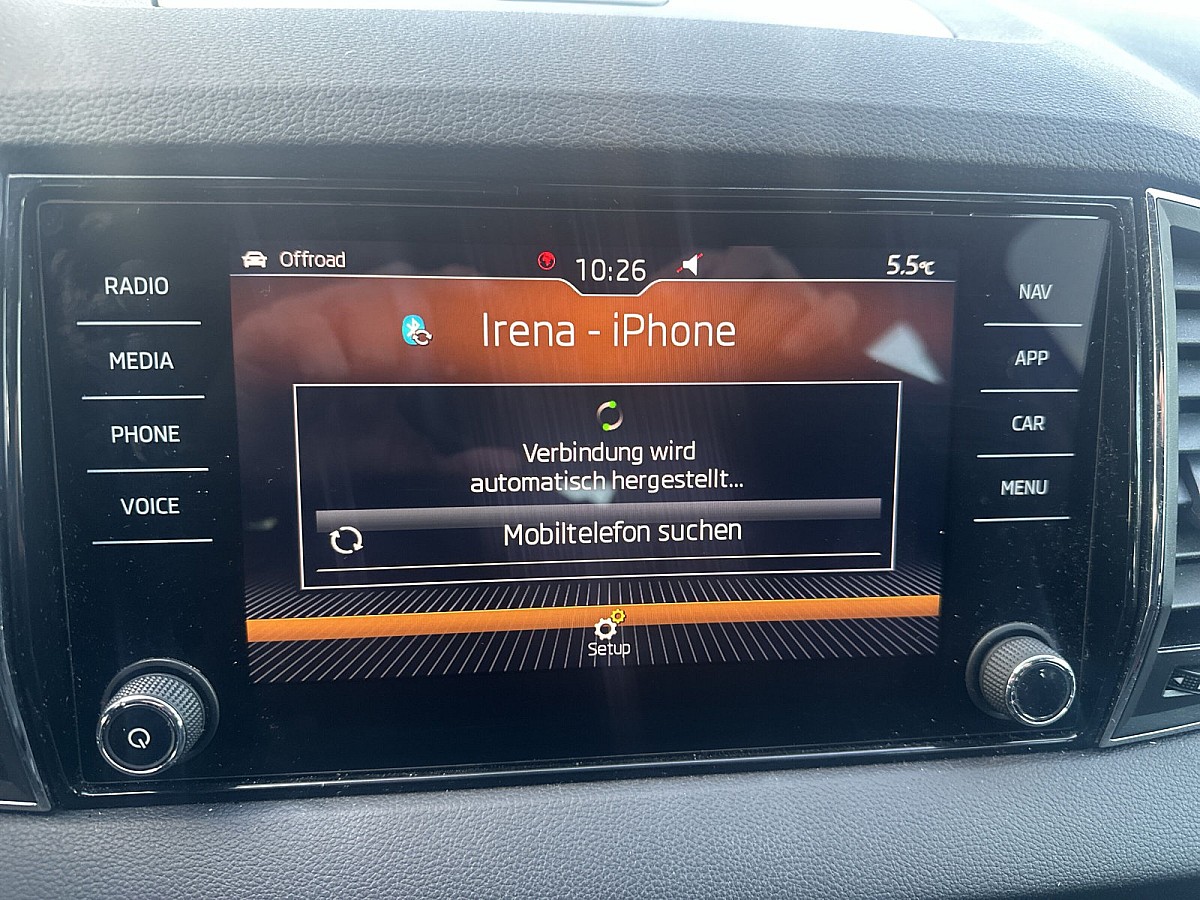 Offroad 10:26 5.5°C
RADIO
MEDIA
PHONE
VOICE
Irena - iPhone
Verbindung wird
automatisch hergestellt...
Mobiltelefon suchen
Setup
NAV
APP
CAR
MENU